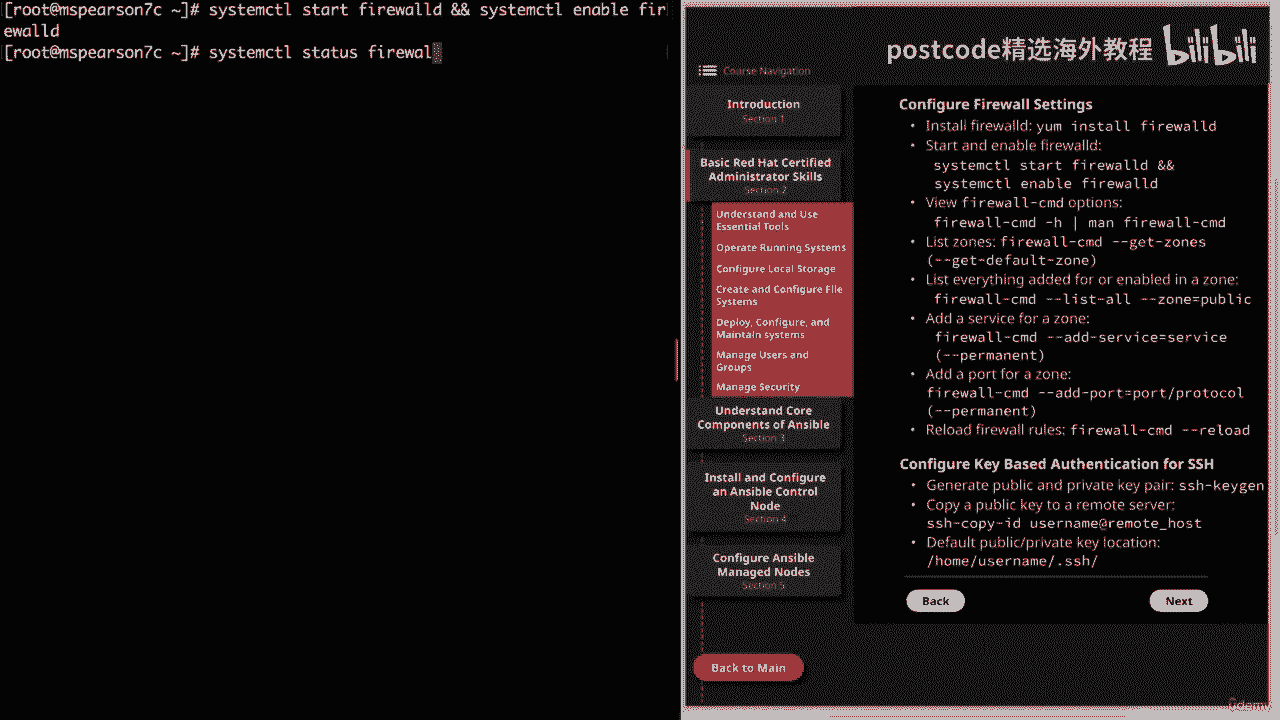 [root@mspearson7c ~]# systemctl start firewalld && systemctl enable fir
ewalld
[root@mspearson7c ~]# systemctl status firewal
postcode精选海外教程 bilibili
Course Navigation
Introduction
Section 1
Basic Red Hat Certified
Administrator Skills
Section 2
Understand and Use
Essential Tools
Operate Running Systems
Configure Local Storage
Create and Configure File
Systems
Deploy, Configure, and
Maintain systems
Manage Users and
Groups
Manage Security
Understand Core
Components of Ansible
Section 3
Install and Configure
an Ansible Control
Node
Section 4
Configure Ansible
Managed Nodes
Section 5
Back to Main
Configure Firewall Settings
• Install firewalld: yum install firewalld
• Start and enable firewalld:
systemctl start firewalld &&
systemctl enable firewalld
• View firewall-cmd options:
firewall-cmd -h | man firewall-cmd
• List zones: firewall-cmd --get-zones
(--get-default-zone)
• List everything added for or enabled in a zone:
firewall-cmd --list-all --zone=public
• Add a service for a zone:
firewall-cmd --add-service=service
(--permanent)
• Add a port for a zone:
firewall-cmd --add-port=port/protocol
(--permanent)
• Reload firewall rules: firewall-cmd --reload
Configure Key Based Authentication for SSH
• Generate public and private key pair: ssh-keygen
• Copy a public key to a remote server:
ssh-copy-id username@remote_host
• Default public/private key location:
/home/username/.ssh/
Back
Next
ûdemy